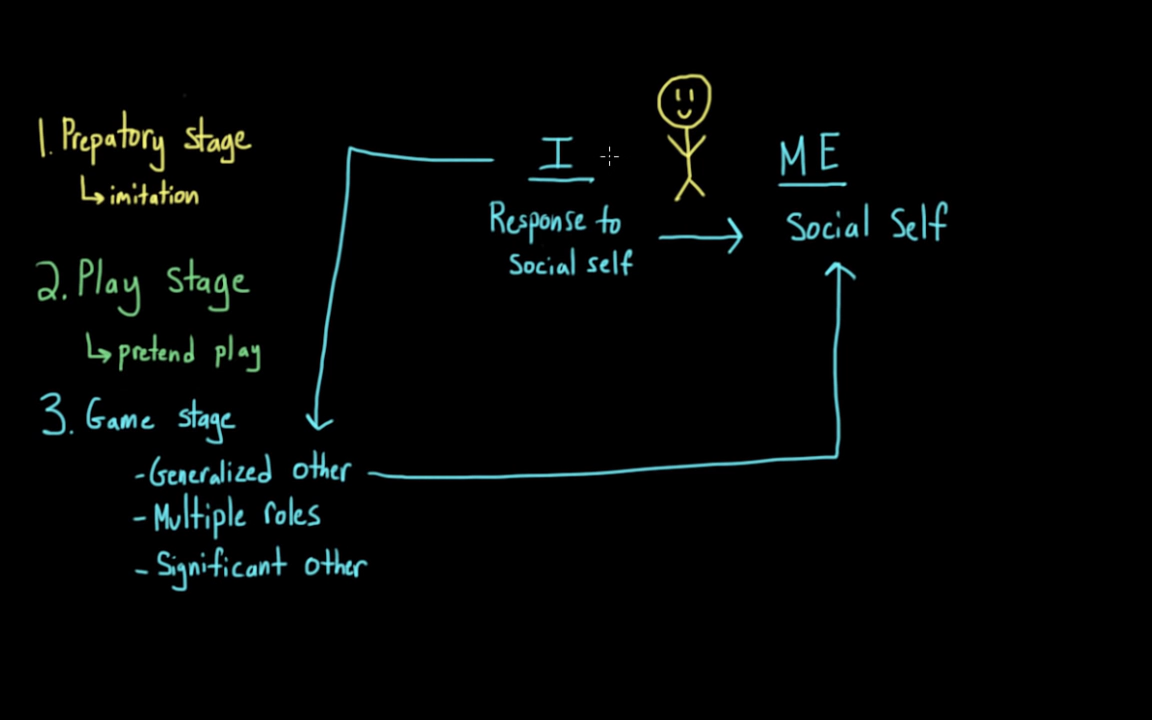 1. Prepatory stage
↳ imitation
2. Play stage
↳ pretend play
3. Game stage
- Generalized other
- Multiple roles
- Significant other
I
Response to
Social self
ME
Social Self